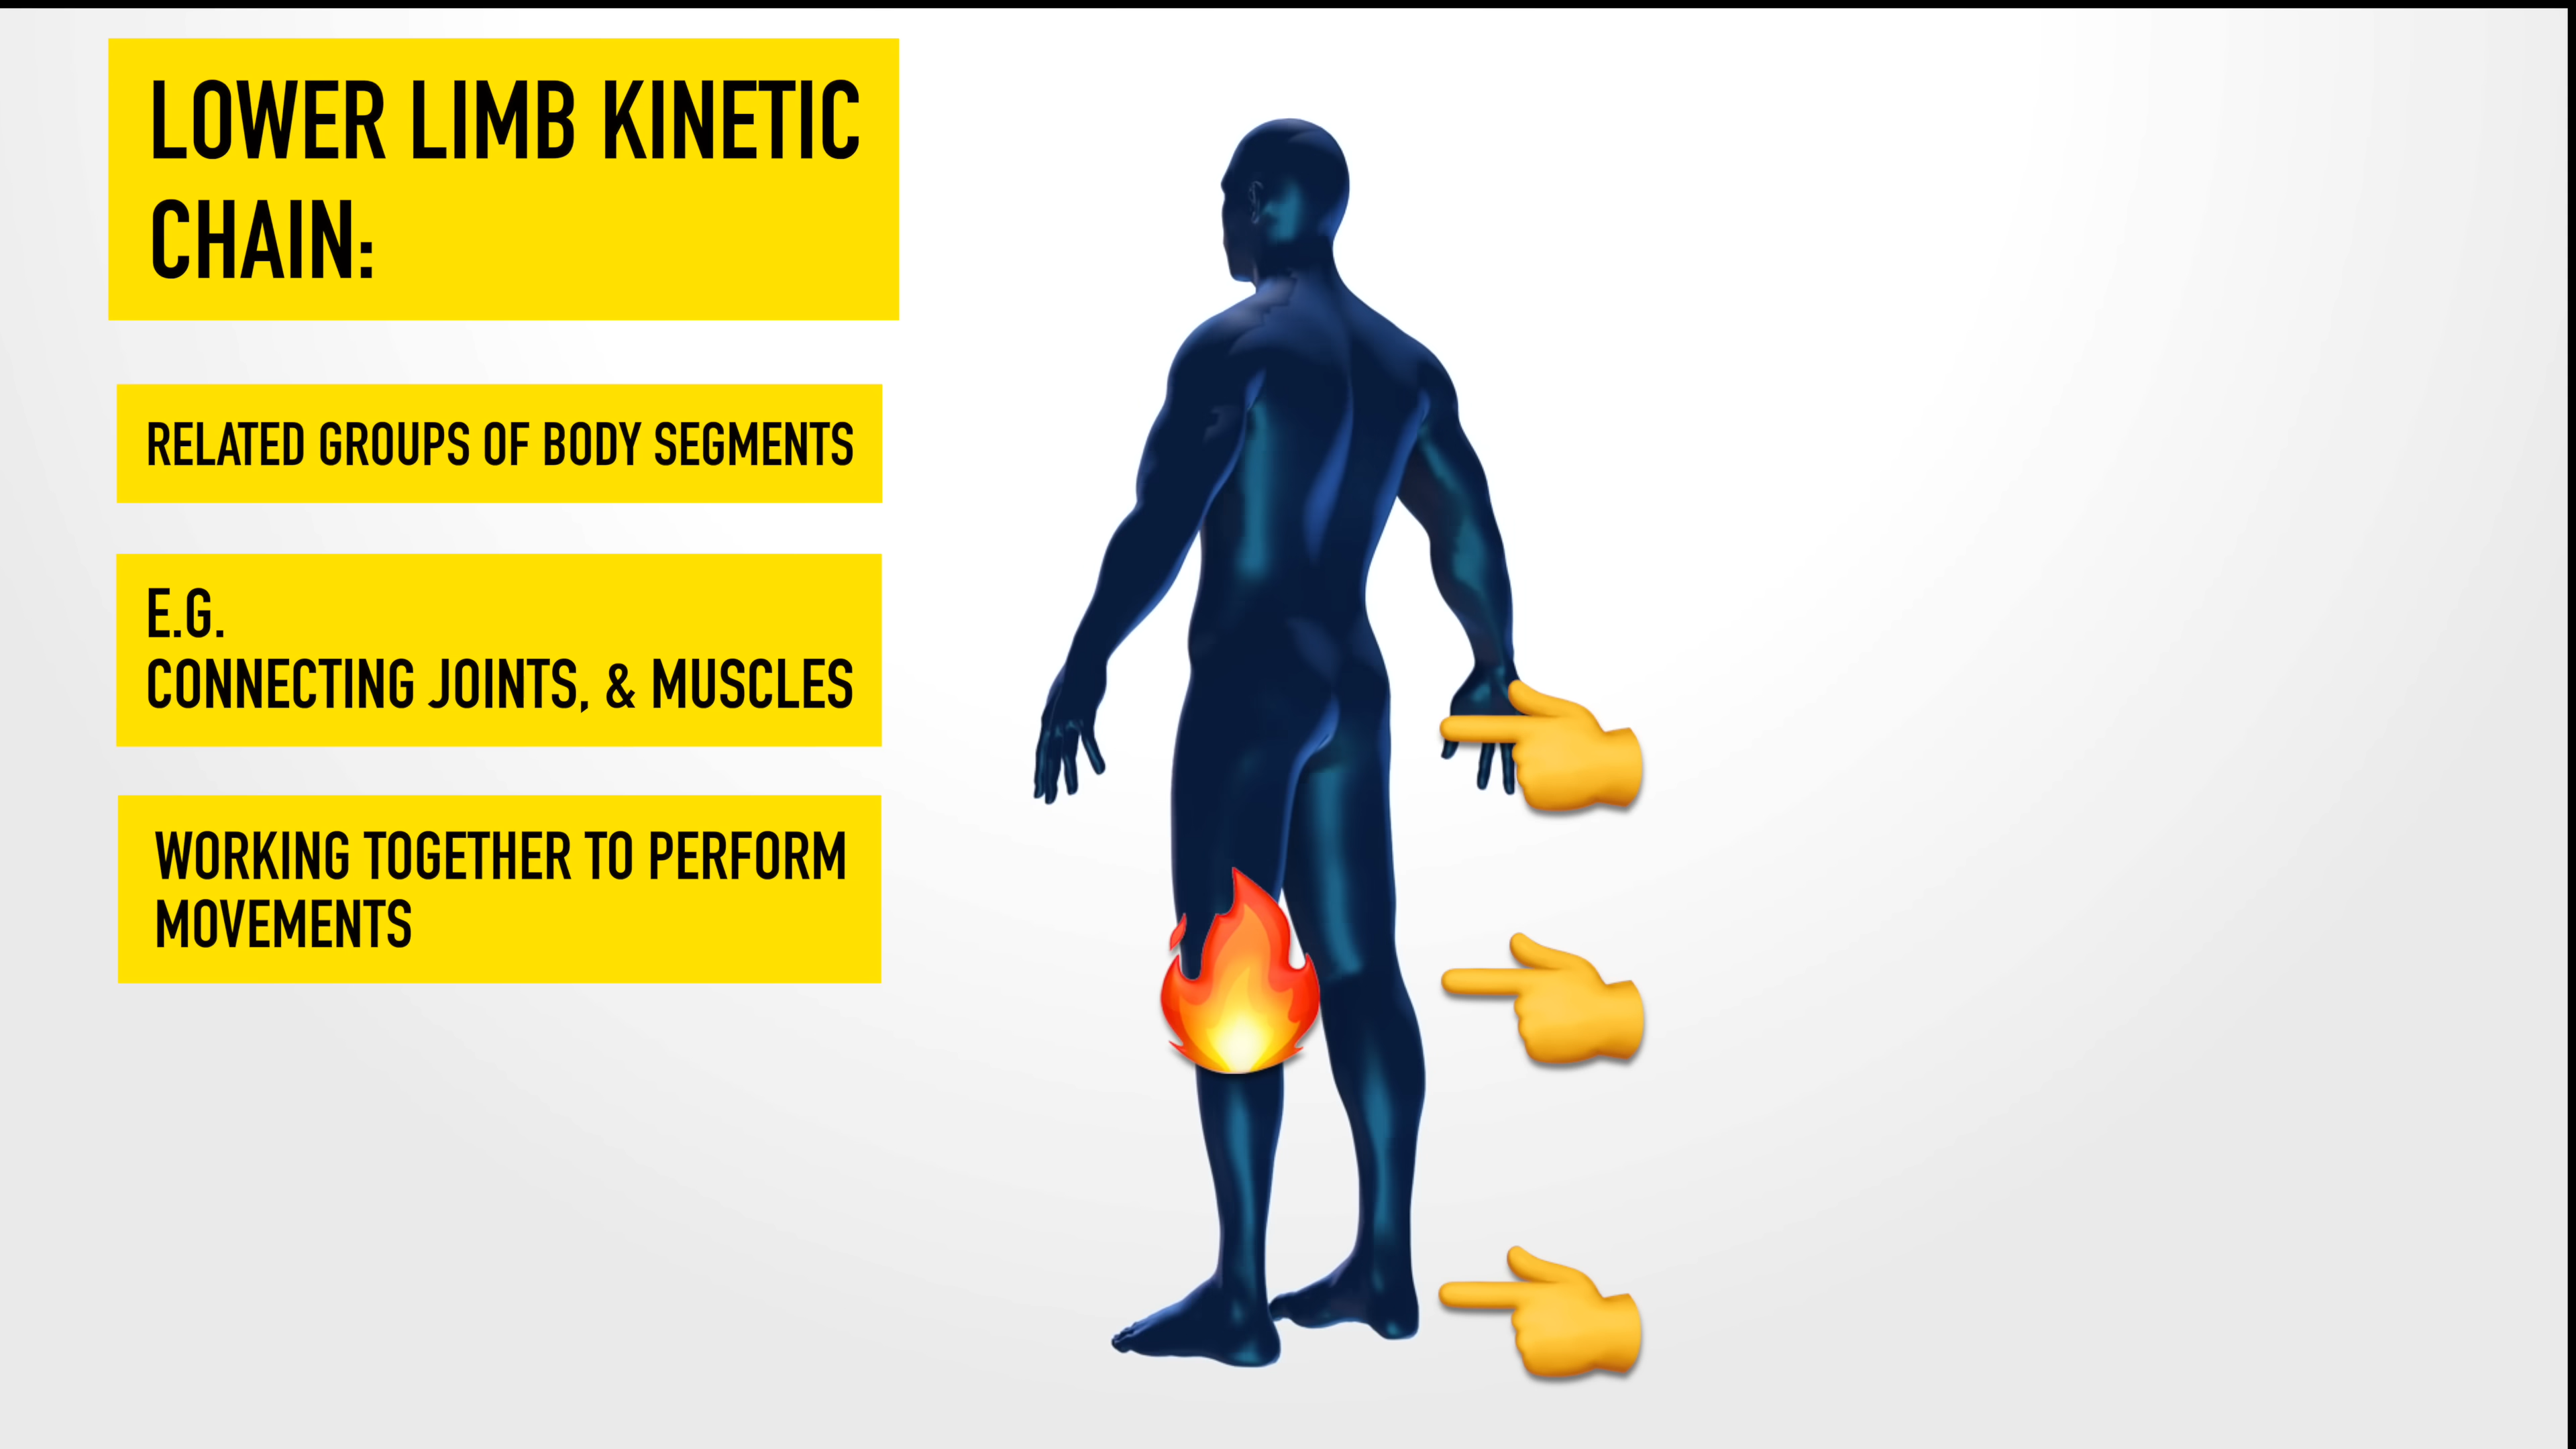 LOWER LIMB KINETIC
CHAIN:
RELATED GROUPS OF BODY SEGMENTS
E.G.
CONNECTING JOINTS, & MUSCLES
WORKING TOGETHER TO PERFORM
MOVEMENTS